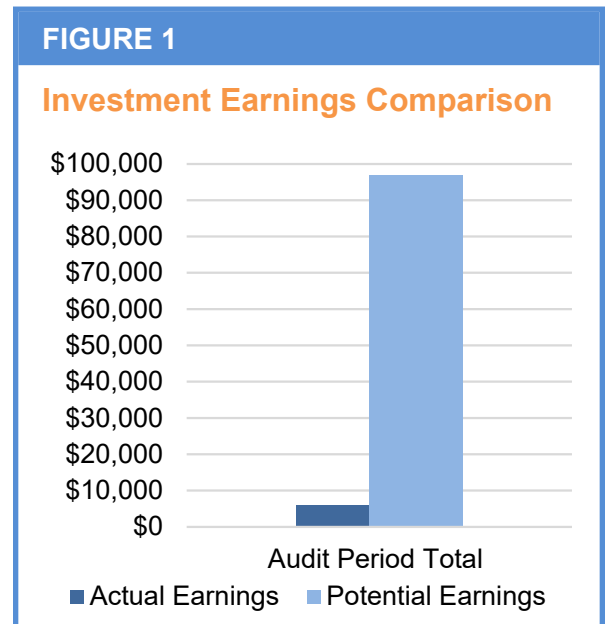 FIGURE 1
Investment Earnings Comparison
$100,000
$90,000
$80,000
$70,000
$60,000
$50,000
$40,000
$30,000
$20,000
$10,000
$0
Audit Period Total
Actual Earnings Potential Earnings